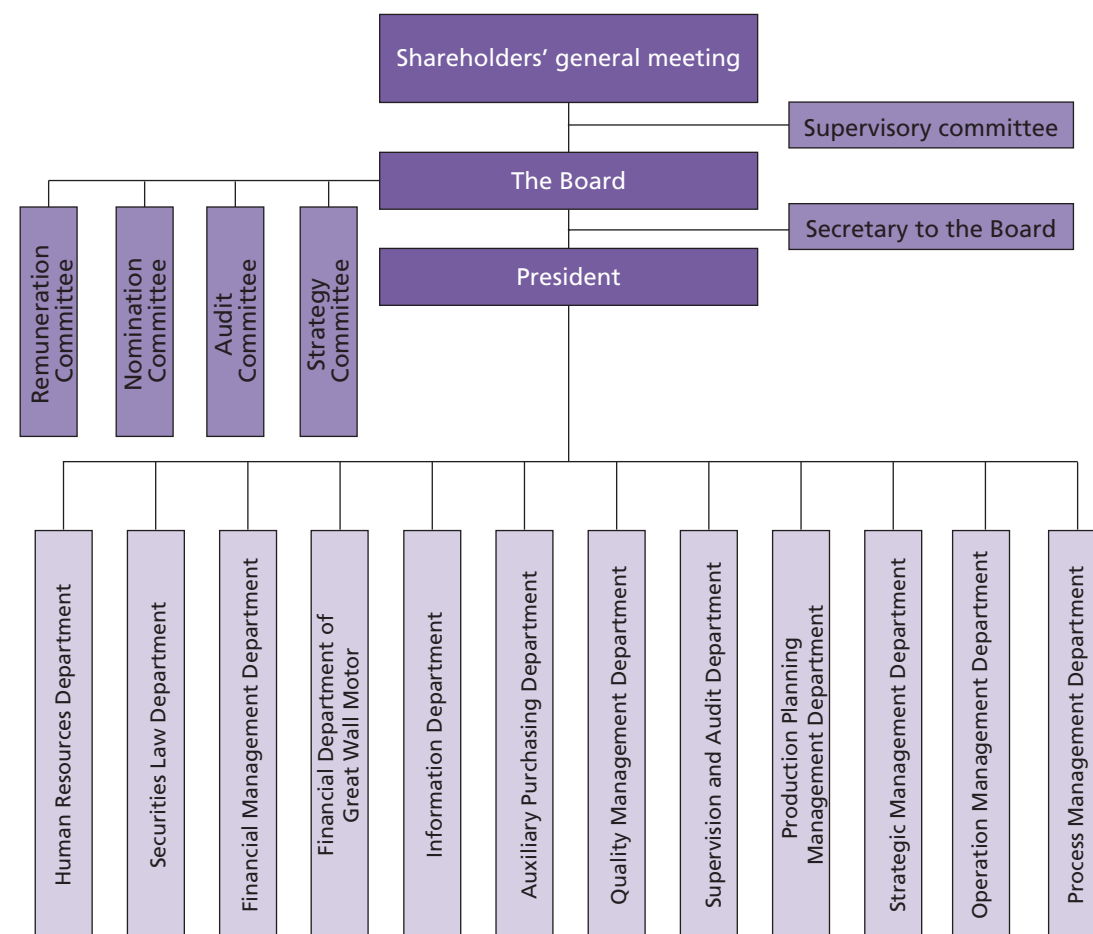 Shareholders’ general meeting
Supervisory committee
The Board
Secretary to the Board
President
Remuneration
Committee
Nomination
Committee
Audit
Committee
Strategy
Committee
Human Resources Department
Securities Law Department
Financial Management Department
Financial Department of
Great Wall Motor
Information Department
Auxiliary Purchasing Department
Quality Management Department
Supervision and Audit Department
Production Planning
Management Department
Strategic Management Department
Operation Management Department
Process Management Department